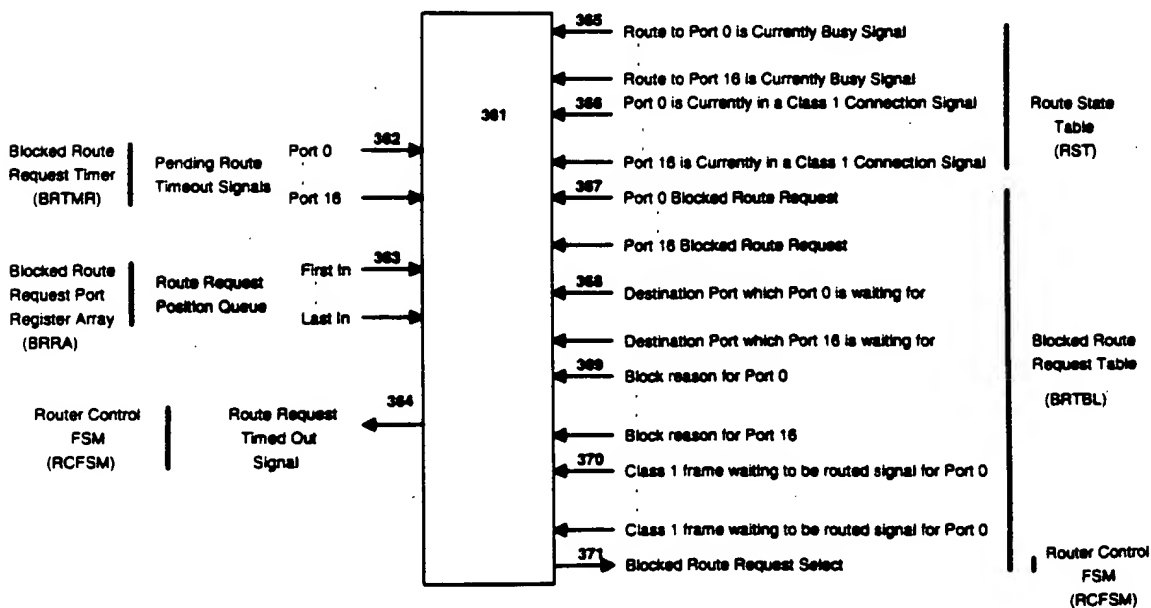 365
Route to Port 0 is Currently Busy Signal
Route to Port 16 is Currently Busy Signal
366
Port 0 is Currently in a Class 1 Connection Signal
Port 16 is Currently in a Class 1 Connection Signal
Route State
Table
(RST)
361
362
Blocked Route
Request Timer
(BRTMR)
Pending Route
Timeout Signals
Port 0
Port 16
367
Port 0 Blocked Route Request
Port 16 Blocked Route Request
363
Blocked Route
Request Port
Register Array
(BRRA)
Route Request
Position Queue
First In
Last In
368
Destination Port which Port 0 is waiting for
Destination Port which Port 16 is waiting for
369
Block reason for Port 0
Block reason for Port 16
Blocked Route
Request Table
(BRTBL)
364
Router Control
FSM
(RCFSM)
Route Request
Timed Out
Signal
370
Class 1 frame waiting to be routed signal for Port 0
Class 1 frame waiting to be routed signal for Port 0
371
Blocked Route Request Select
Router Control
FSM
(RCFSM)